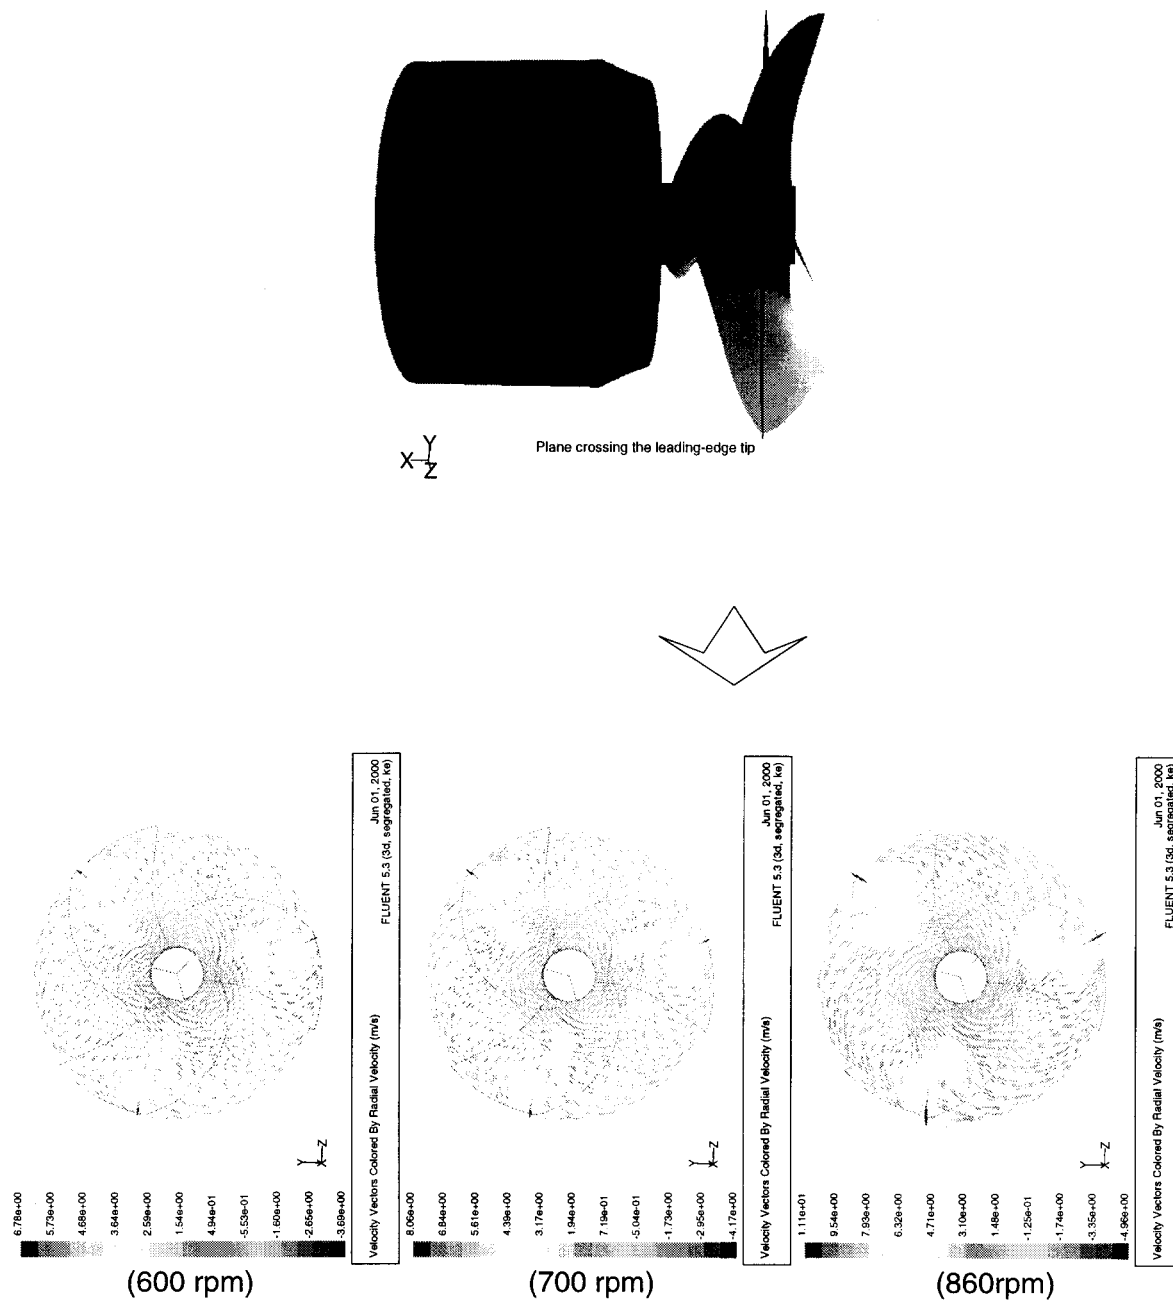 Y
X
Z
Plane crossing the leading-edge tip
6.78e+00
5.73e+00
4.68e+00
3.64e+00
2.59e+00
1.54e+00
4.94e-01
-5.53e-01
-1.60e+00
-2.65e+00
-3.69e+00
Y
X
Z
Velocity Vectors Colored By Radial Velocity (m/s)
Jun 01, 2000
FLUENT 5.3 (3d, segregated, ke)
(600 rpm)
8.06e+00
6.84e+00
5.61e+00
4.39e+00
3.17e+00
1.94e+00
7.19e-01
-5.04e-01
-1.73e+00
-2.95e+00
-4.17e+00
Y
X
Z
Velocity Vectors Colored By Radial Velocity (m/s)
Jun 01, 2000
FLUENT 5.3 (3d, segregated, ke)
(700 rpm)
1.11e+01
9.54e+00
7.93e+00
6.32e+00
4.71e+00
3.10e+00
1.48e+00
-1.25e-01
-1.74e+00
-3.35e+00
-4.96e+00
Y
X
Z
Velocity Vectors Colored By Radial Velocity (m/s)
Jun 01, 2000
FLUENT 5.3 (3d, segregated, ke)
(860rpm)